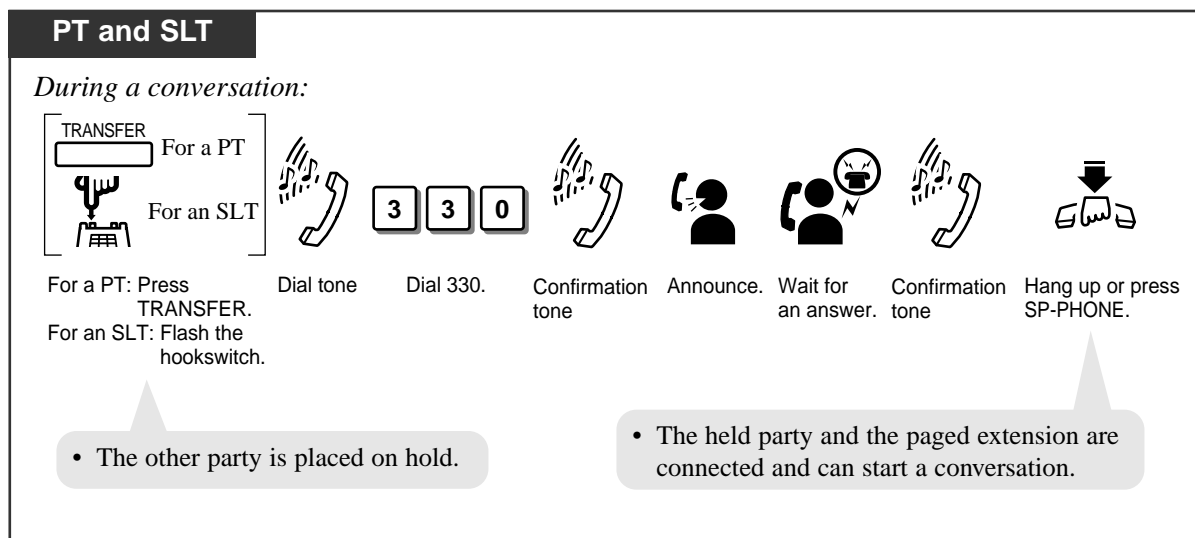 PT and SLT
During a conversation:
TRANSFER
For a PT
For an SLT
3 3 0
For a PT: Press
TRANSFER.
For an SLT: Flash the
hookswitch.
Dial tone
Dial 330.
Confirmation
tone
Announce.
Wait for
an answer.
Confirmation
tone
Hang up or press
SP-PHONE.
• The other party is placed on hold.
• The held party and the paged extension are
connected and can start a conversation.